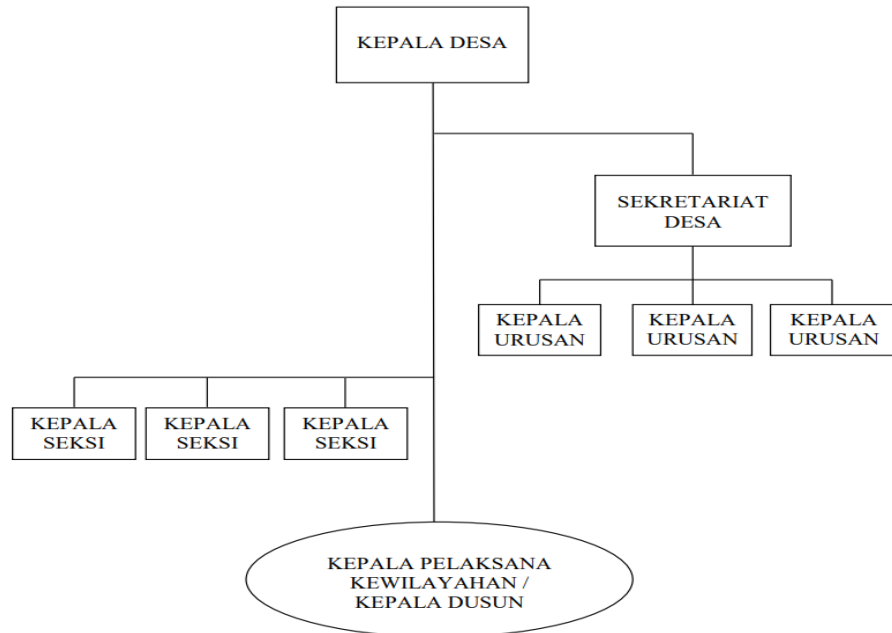 KEPALA DESA
SEKRETARIAT
DESA
KEPALA
URUSAN
KEPALA
URUSAN
KEPALA
URUSAN
KEPALA
SEKSI
KEPALA
SEKSI
KEPALA
SEKSI
KEPALA PELAKSANA
KEWILAYAHAN /
KEPALA DUSUN